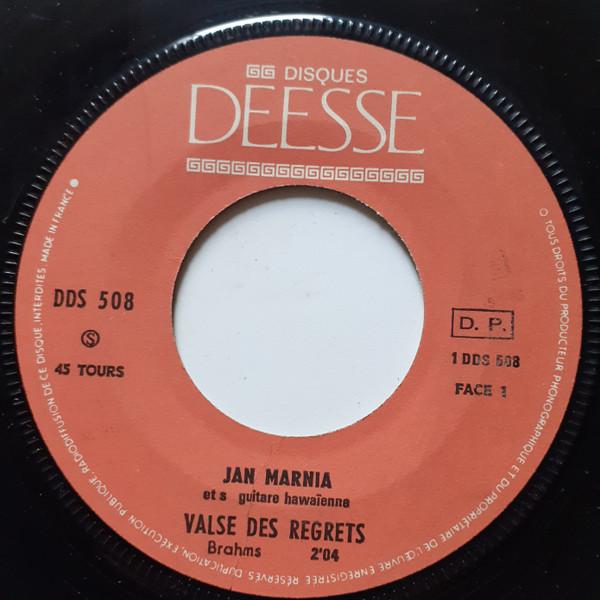 DISQUES
DEESSE
DDS 508
S
45 TOURS
D. P.
1 DDS 508
FACE 1
JAN MARNIA
et s guitare hawaïenne
VALSE DES REGRETS
Brahms 2'04
TOUS DROITS DU PRODUCTEUR PHONOGRAPHIQUE ET DU PROPRIÉTAIRE DE L'ŒUVRE ENREGISTRÉE RÉSERVÉS. DUPLICATION, EXÉCUTION PUBLIQUE, RADIODIFFUSION DE CE DISQUE, INTERDITES. MADE IN FRANCE